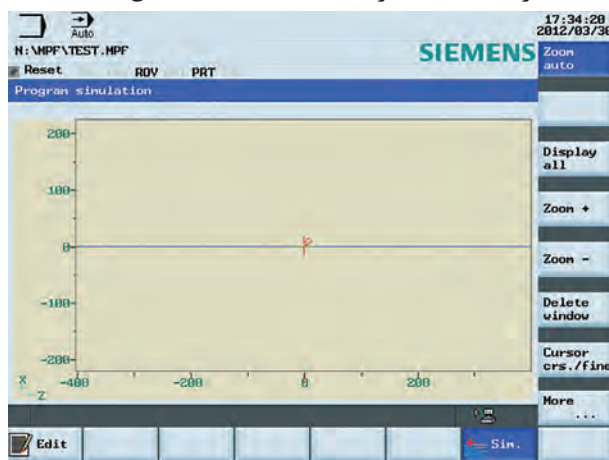 17:34:20
2012/03/30
Auto
N:\MPF\TEST.MPF
SIEMENS
Zoom
auto
Reset ROV PRT
Program simulation
200
100
0
-100
-200
X
Z
-400
-200
0
200
Display
all
Zoom +
Zoom -
Delete
window
Cursor
crs./fine
More
...
Edit
Sim.